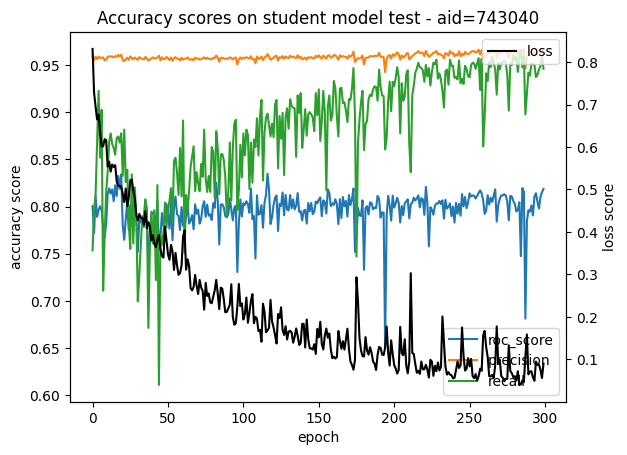 Accuracy scores on student model test - aid=743040
loss
0.95
0.90
0.85
0.80
0.75
0.70
0.65
0.60
accuracy score
0.8
0.7
0.6
0.5
0.4
0.3
0.2
0.1
loss score
roc_score
precision
recall
0
50
100
150
200
250
300
epoch